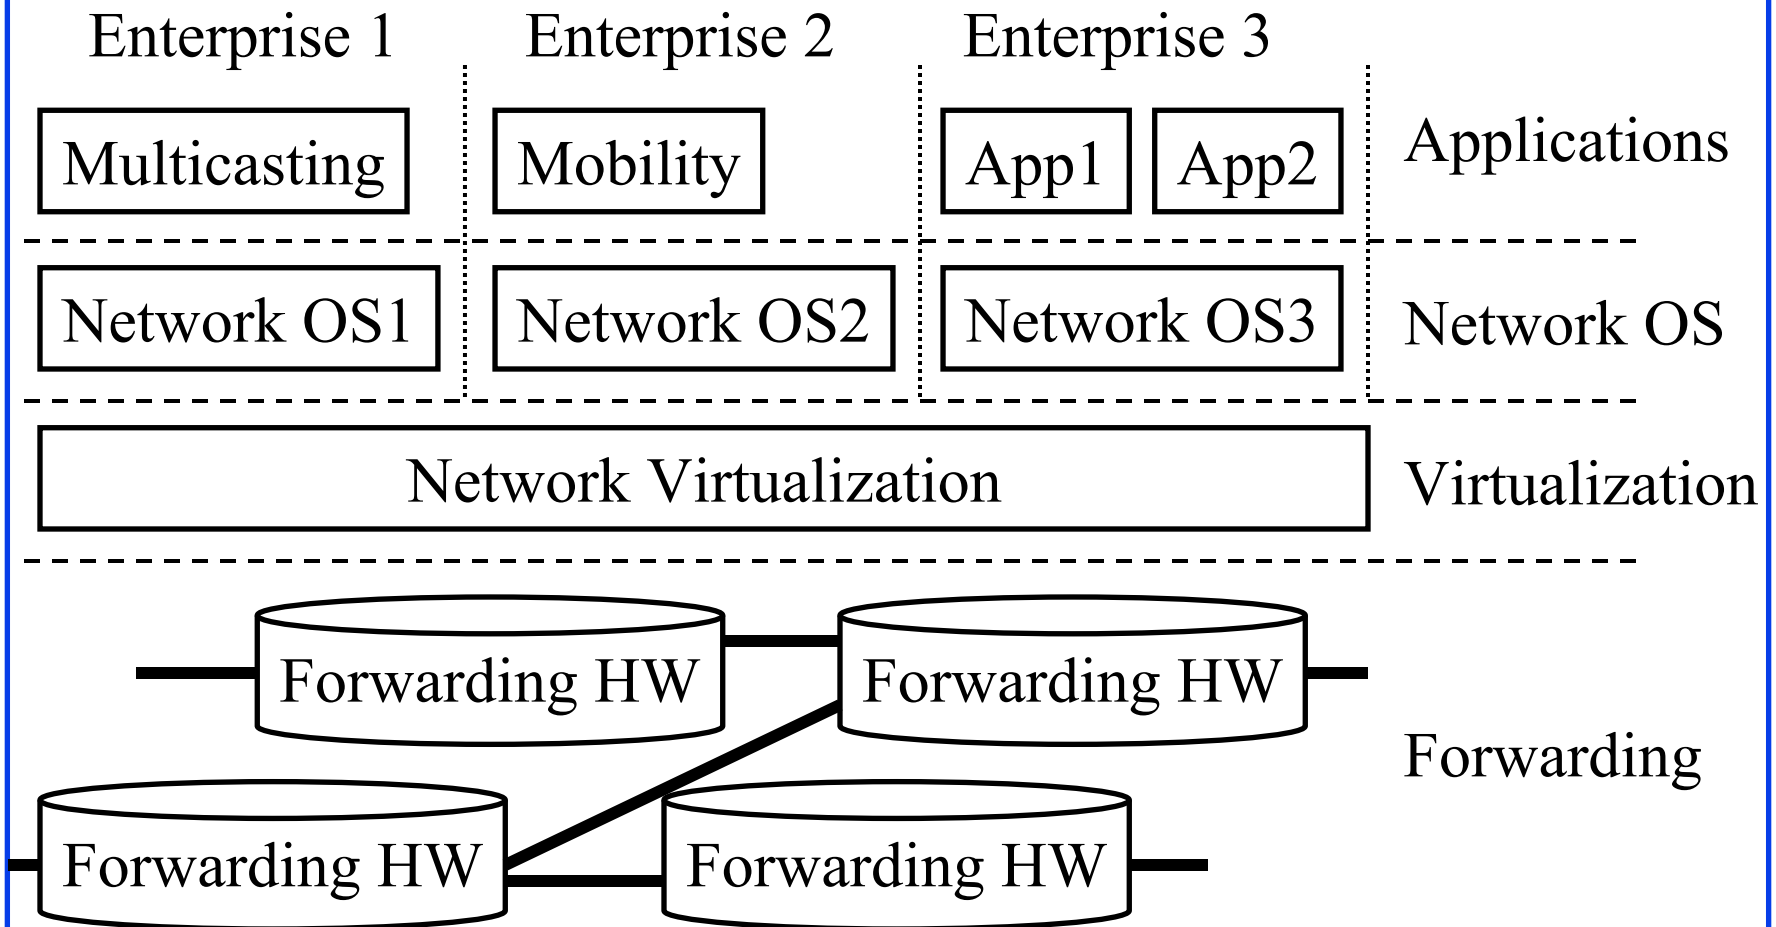 Enterprise 1 Enterprise 2 Enterprise 3
Multicasting Mobility App1 App2 Applications
Network OS1 Network OS2 Network OS3 Network OS
Network Virtualization Virtualization
Forwarding HW Forwarding HW
Forwarding
Forwarding HW Forwarding HW